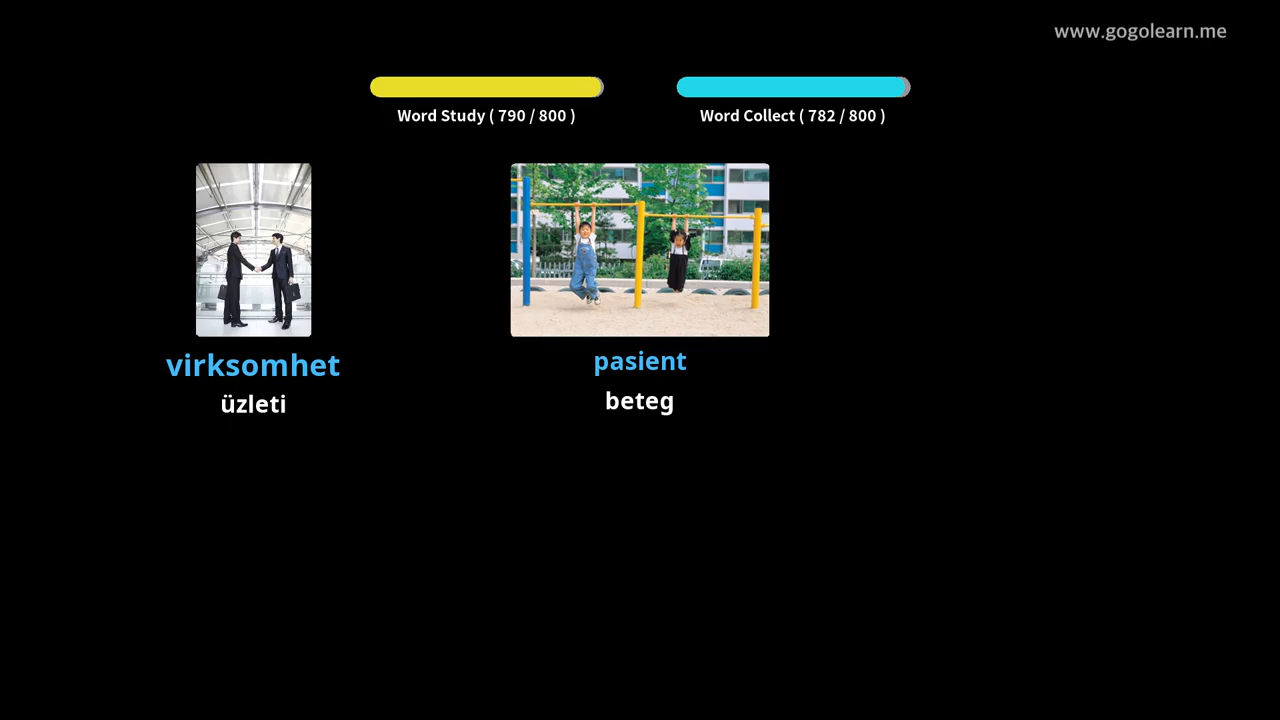 www.gogolearn.me
Word Study ( 790 / 800 )
Word Collect ( 782 / 800 )
virksomhet
üzleti
pasient
beteg